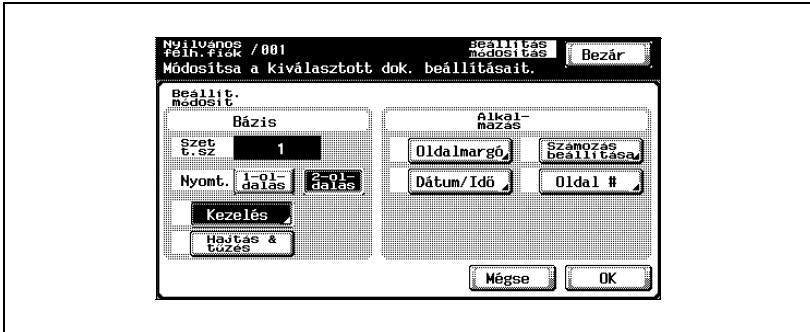 Nyilvános félh.fiók /001
Beállítás módosítás
Bezár
Módosítsa a kiválasztott dok. beállításait.
Beállít. módosít
Bázis
Alkal-
mazás
Szet t.sz
1
Oldalmargó
Számozás beállítása
Nyomt.
1-ol-
dalas
2-ol-
dalas
Dátum/Idő
Oldal #
Kezelés
Hajtás &
tűzés
Mégse
OK